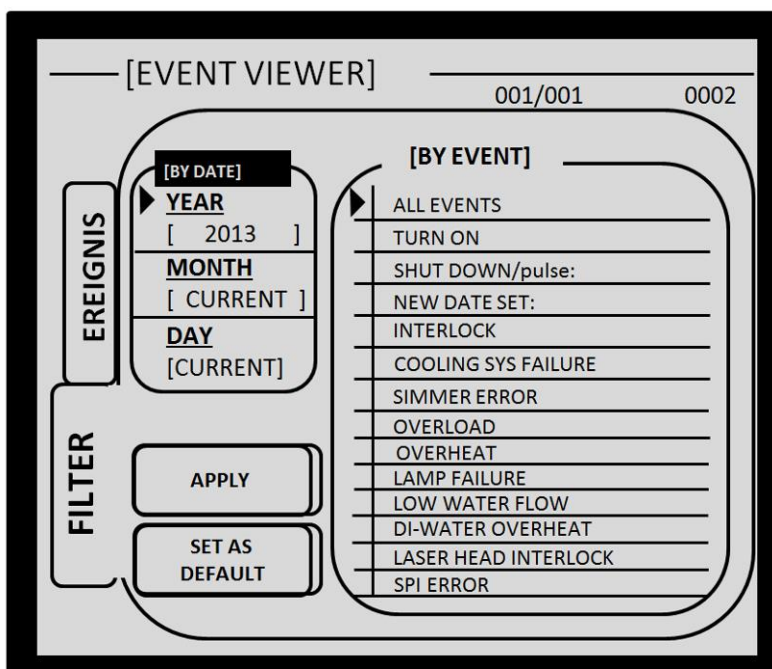 [EVENT VIEWER]
001/001 0002
EREIGNIS
FILTER
[BY DATE]
YEAR
[ 2013 ]
MONTH
[ CURRENT ]
DAY
[CURRENT]
APPLY
SET AS
DEFAULT
[BY EVENT]
ALL EVENTS
TURN ON
SHUT DOWN/pulse:
NEW DATE SET:
INTERLOCK
COOLING SYS FAILURE
SIMMER ERROR
OVERLOAD
OVERHEAT
LAMP FAILURE
LOW WATER FLOW
DI-WATER OVERHEAT
LASER HEAD INTERLOCK
SPI ERROR